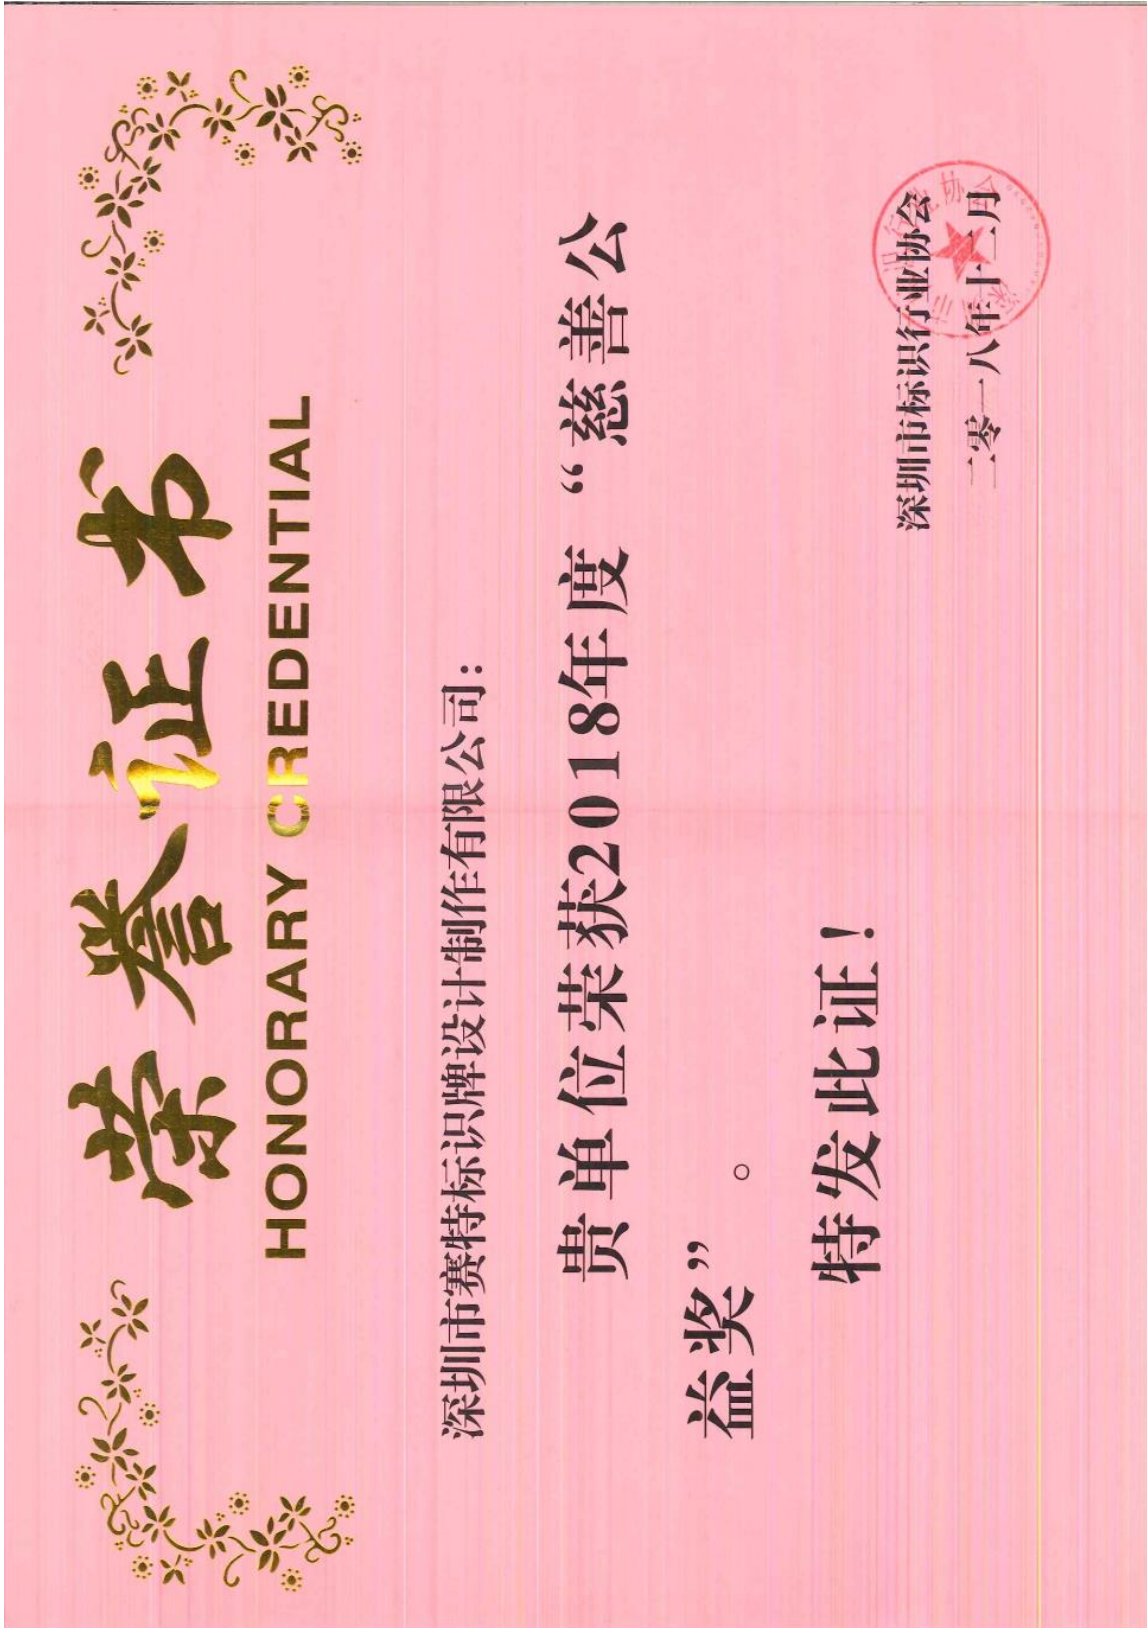 荣誉证书
HONORARY CREDENTIAL
深圳市赛特标识牌设计制作有限公司:
贵单位荣获2018年度“慈善公
益奖”。
特发此证!
深圳市标识行业协会
二零一八年十二月